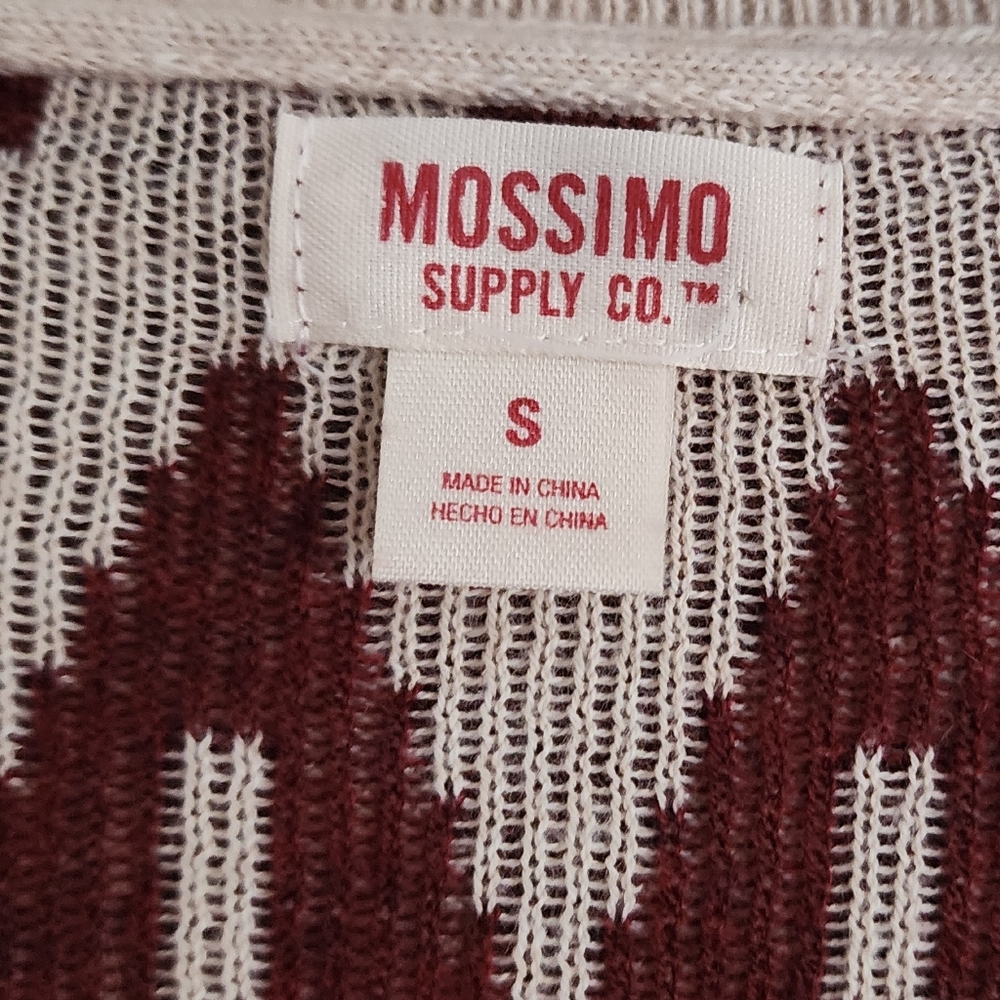 MOSSIMO
SUPPLY CO.™
S
MADE IN CHINA
HECHO EN CHINA